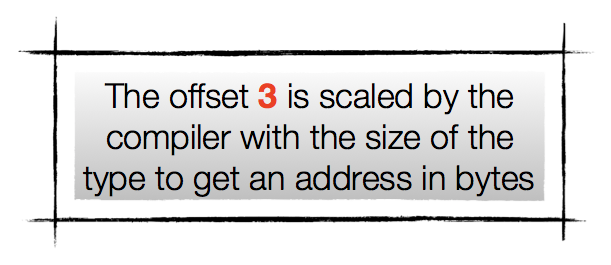 The offset 3 is scaled by the
compiler with the size of the
type to get an address in bytes